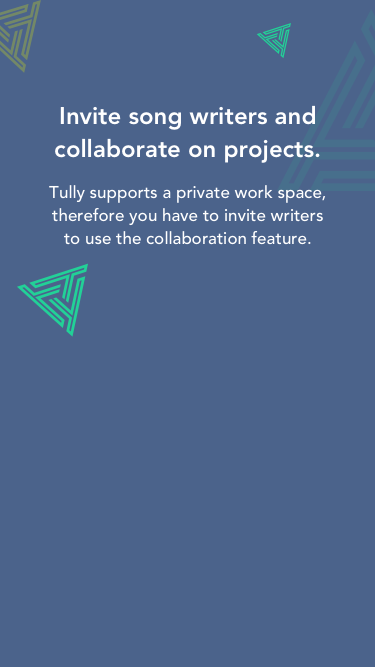 Invite song writers and
collaborate on projects.
Tully supports a private work space,
therefore you have to invite writers
to use the collaboration feature.